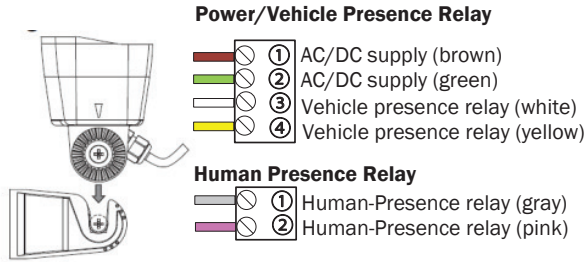 Power/Vehicle Presence Relay
1 AC/DC supply (brown)
2 AC/DC supply (green)
3 Vehicle presence relay (white)
4 Vehicle presence relay (yellow)
Human Presence Relay
1 Human-Presence relay (gray)
2 Human-Presence relay (pink)